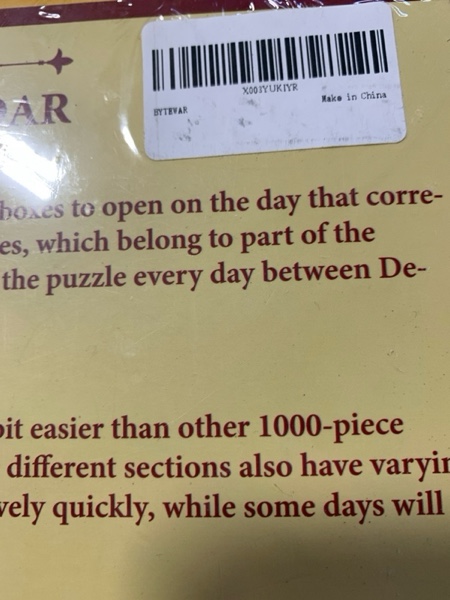 X003YUKIYR
BYTEWAR
Make in China
DAR
boxes to open on the day that corre-
es, which belong to part of the
the puzzle every day between De-
bit easier than other 1000-piece
different sections also have varyin
vely quickly, while some days will